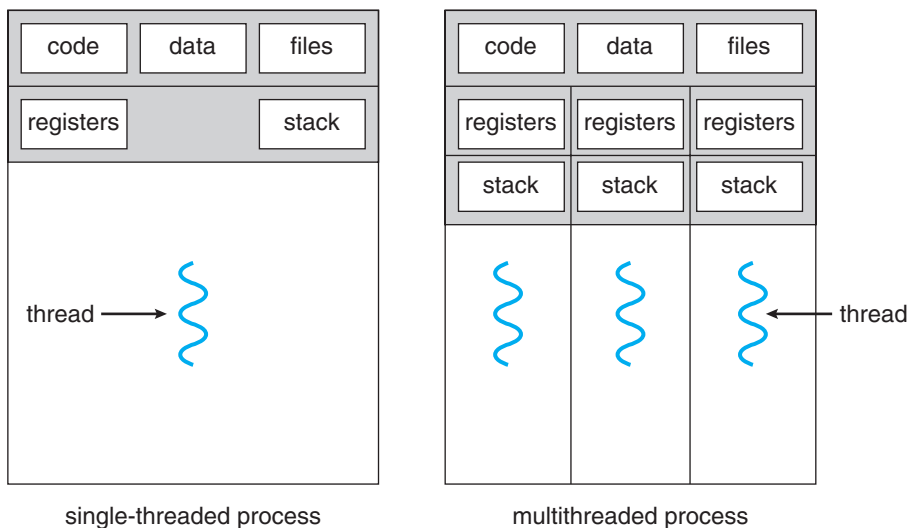 code data files code data files
registers stack registers registers registers
stack stack stack
thread thread
single-threaded process multithreaded process